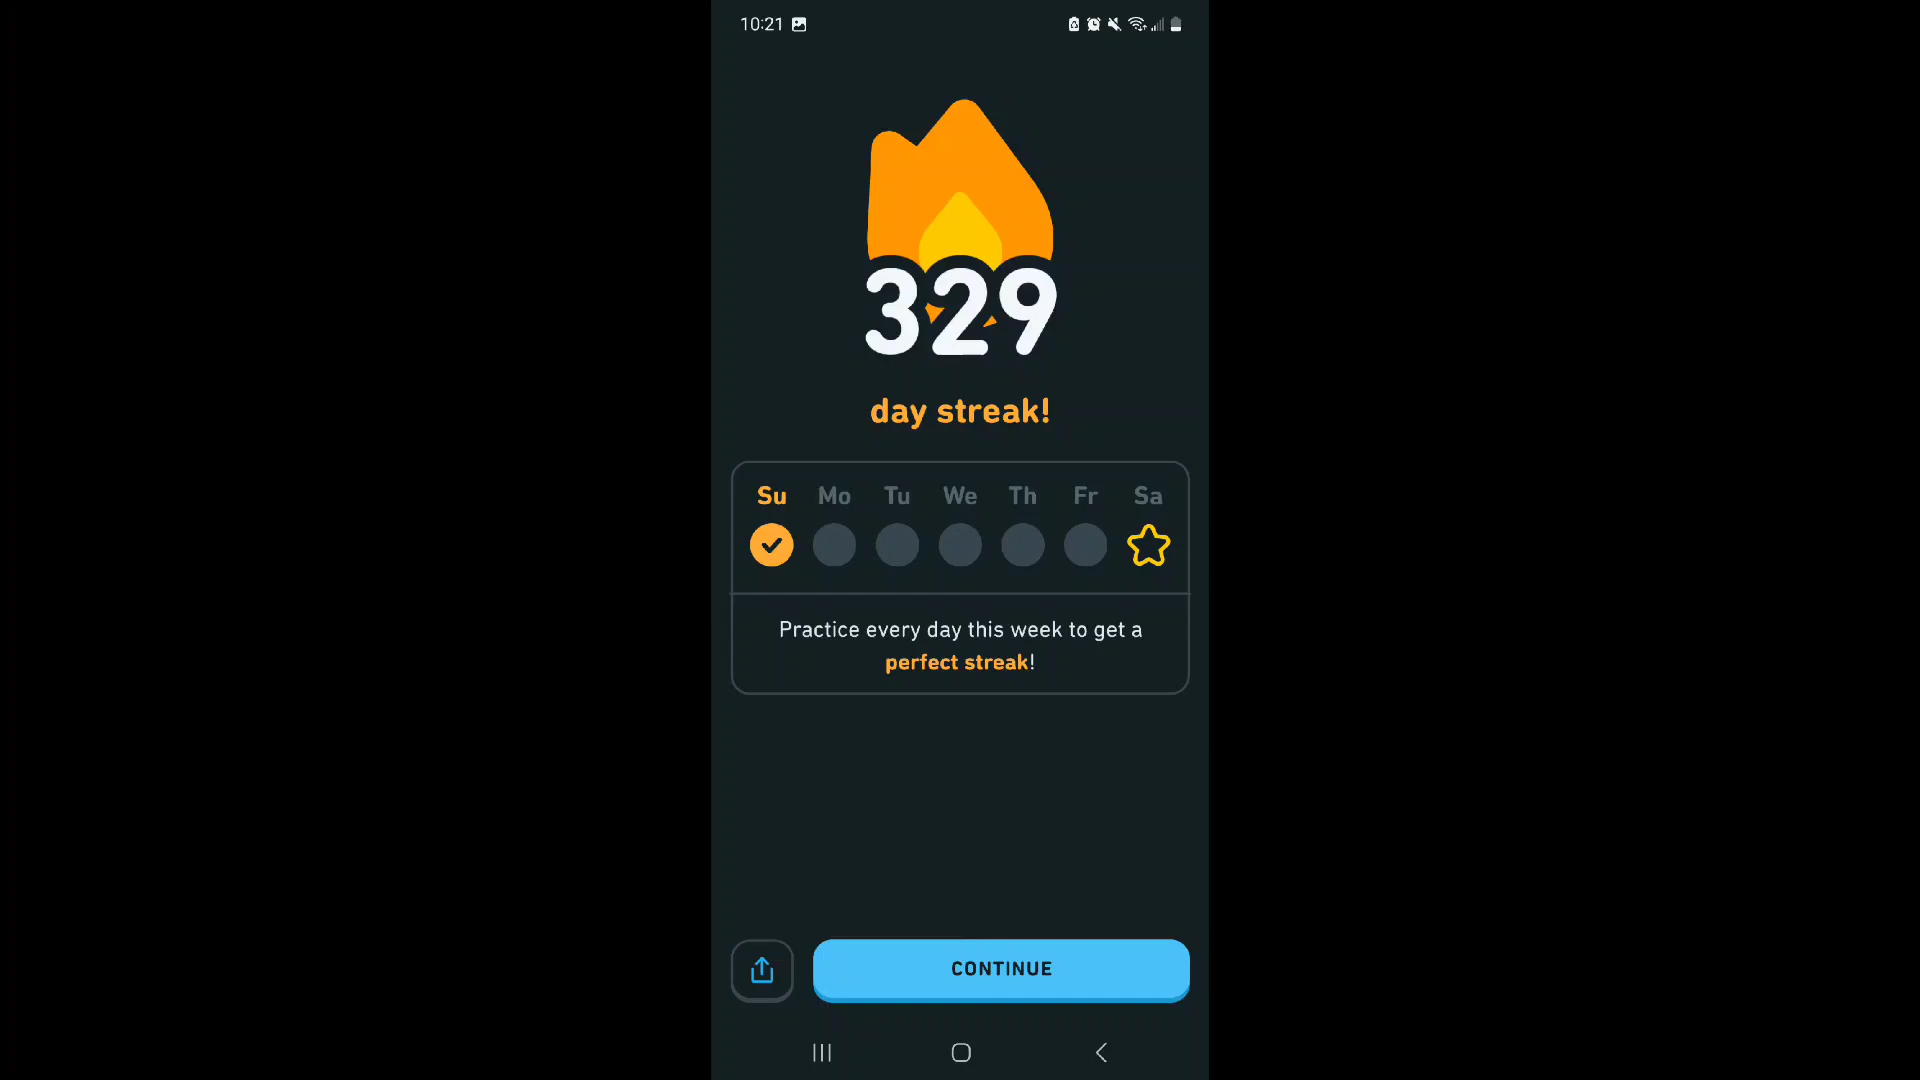 10:21
329
day streak!
Su Mo Tu We Th Fr Sa
Practice every day this week to get a
perfect streak!
CONTINUE